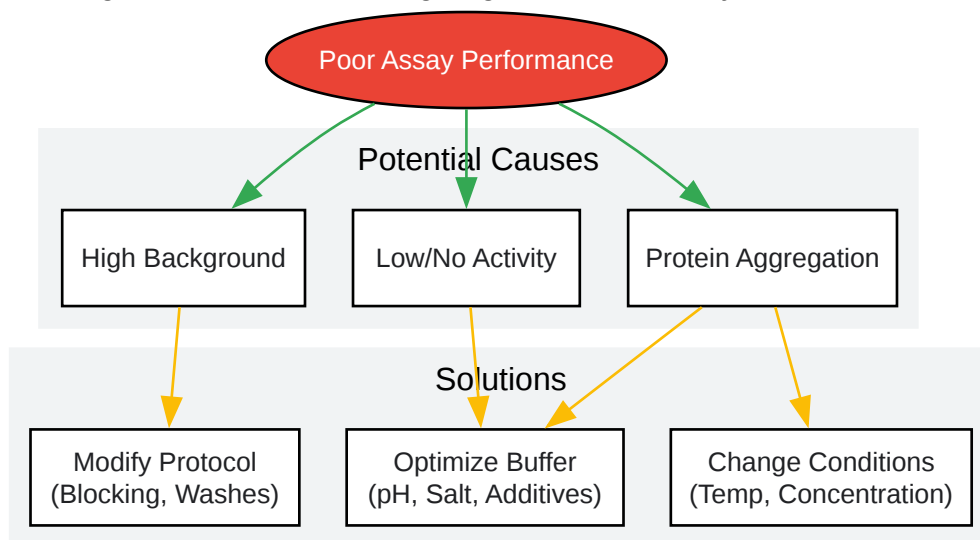 Poor Assay Performance
Potential Causes
High Background
Low/No Activity
Protein Aggregation
Solutions
Modify Protocol
(Blocking, Washes)
Optimize Buffer
(pH, Salt, Additives)
Change Conditions
(Temp, Concentration)